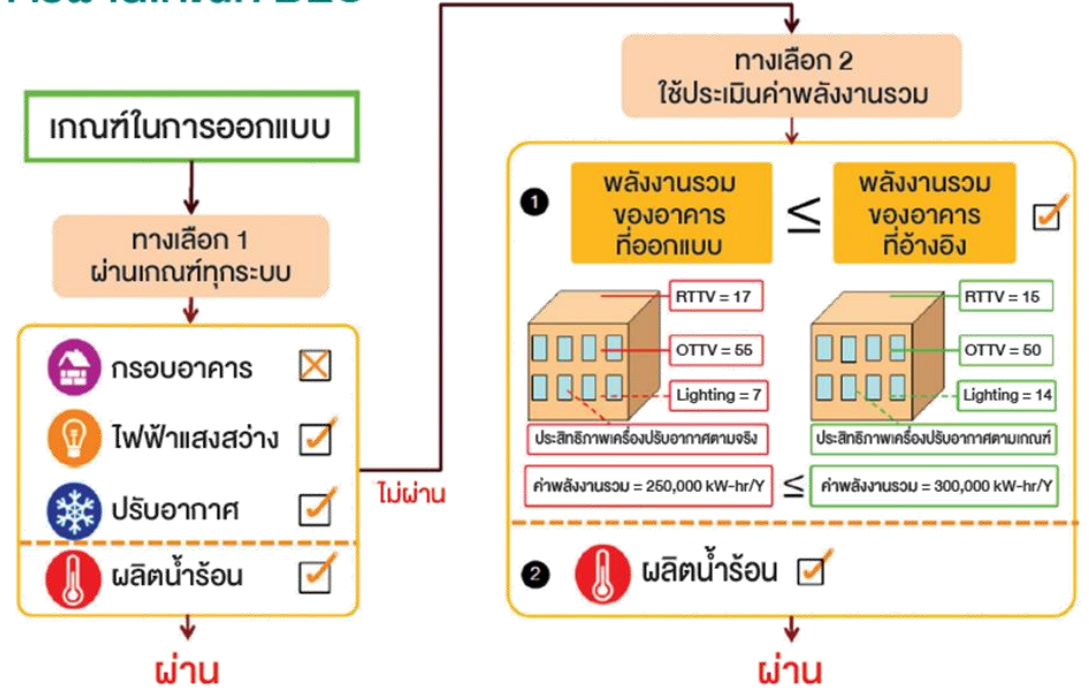 BEC
เกณฑ์ในการออกแบบ
ทางเลือก 1
ผ่านเกณฑ์ทุกระบบ
กรอบอาคาร
ไฟฟ้าแสงสว่าง
ปรับอากาศ
ผลิตน้ำร้อน
ผ่าน
ไม่ผ่าน
ทางเลือก 2
ใช้ประเมินค่าพลังงานรวม
1
พลังงานรวม
ของอาคาร
ที่ออกแบบ
≤
พลังงานรวม
ของอาคาร
ที่อ้างอิง
RTTV = 17
OTTV = 55
Lighting = 7
ประสิทธิภาพเครื่องปรับอากาศตามจริง
ค่าพลังงานรวม = 250,000 kW-hr/Y
≤
RTTV = 15
OTTV = 50
Lighting = 14
ประสิทธิภาพเครื่องปรับอากาศตามเกณฑ์
ค่าพลังงานรวม = 300,000 kW-hr/Y
2
ผลิตน้ำร้อน
ผ่าน